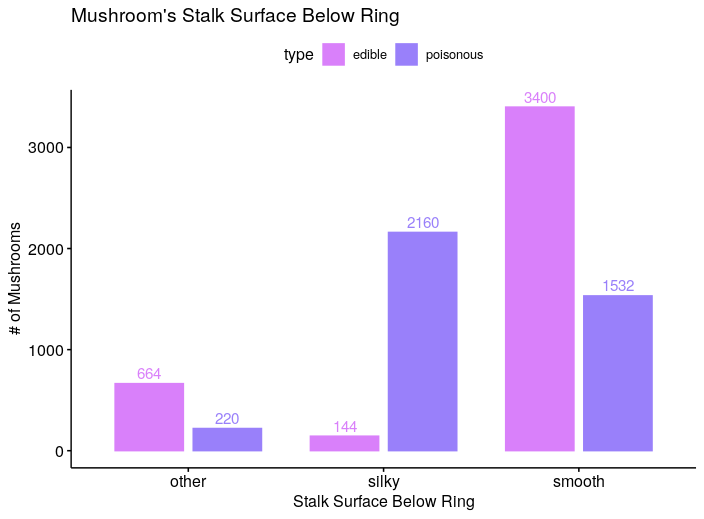 Mushroom's Stalk Surface Below Ring
type edible poisonous
3400
3000
2160
2000
1532
1000
664
220
144
0
# of Mushrooms
other silky smooth
Stalk Surface Below Ring